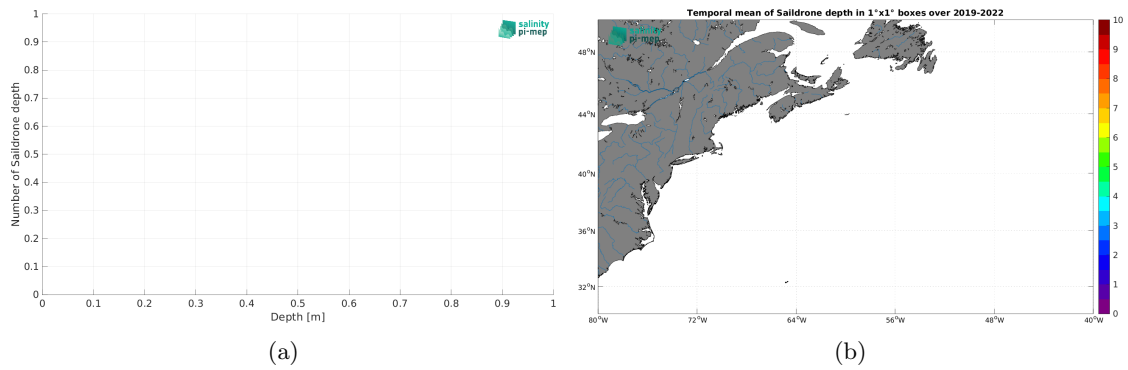 1
0.9
0.8
0.7
0.6
0.5
0.4
0.3
0.2
0.1
0
Number of Saildrone depth
0 0.1 0.2 0.3 0.4 0.5 0.6 0.7 0.8 0.9 1
Depth [m]
salinity
pi-mep
(a)
Temporal mean of Saildrone depth in 1°x1° boxes over 2019-2022
salinity
pi-mep
48°N
44°N
40°N
36°N
32°N
80°W 72°W 64°W 56°W 48°W 40°W
10
9
8
7
6
5
4
3
2
1
0
(b)